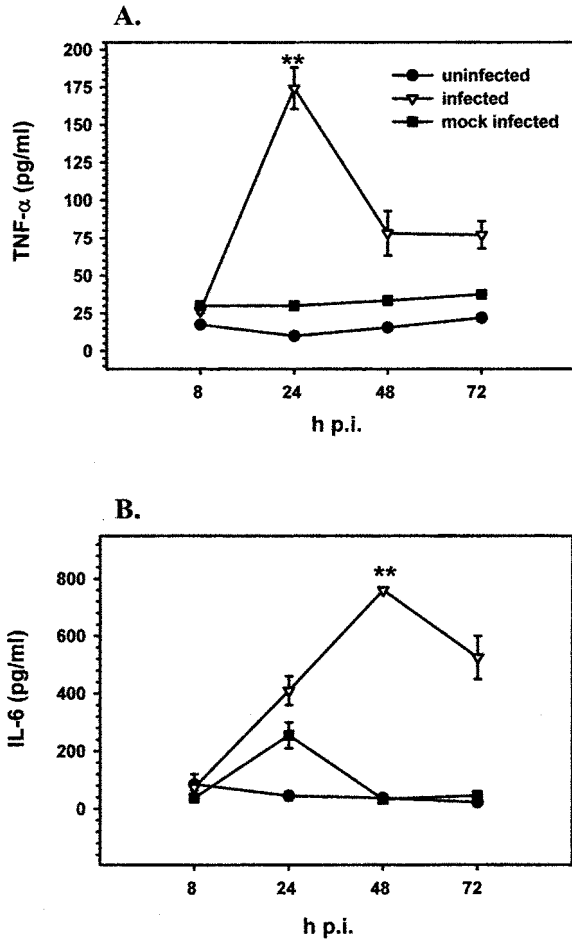 A.
TNF-α (pg/ml)
200
175
150
125
100
75
50
25
0
**
uninfected
infected
mock infected
8 24 48 72
h p.i.
B.
IL-6 (pg/ml)
800
600
400
200
0
**
8 24 48 72
h p.i.